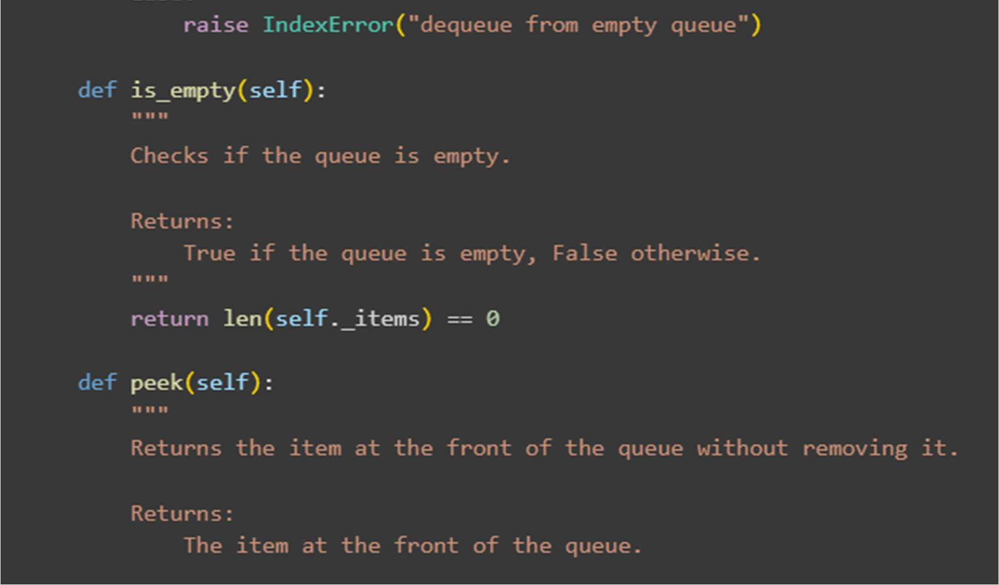 raise IndexError("dequeue from empty queue")
def is_empty(self):
"""
Checks if the queue is empty.
Returns:
True if the queue is empty, False otherwise.
"""
return len(self._items) == 0
def peek(self):
"""
Returns the item at the front of the queue without removing it.
Returns:
The item at the front of the queue.